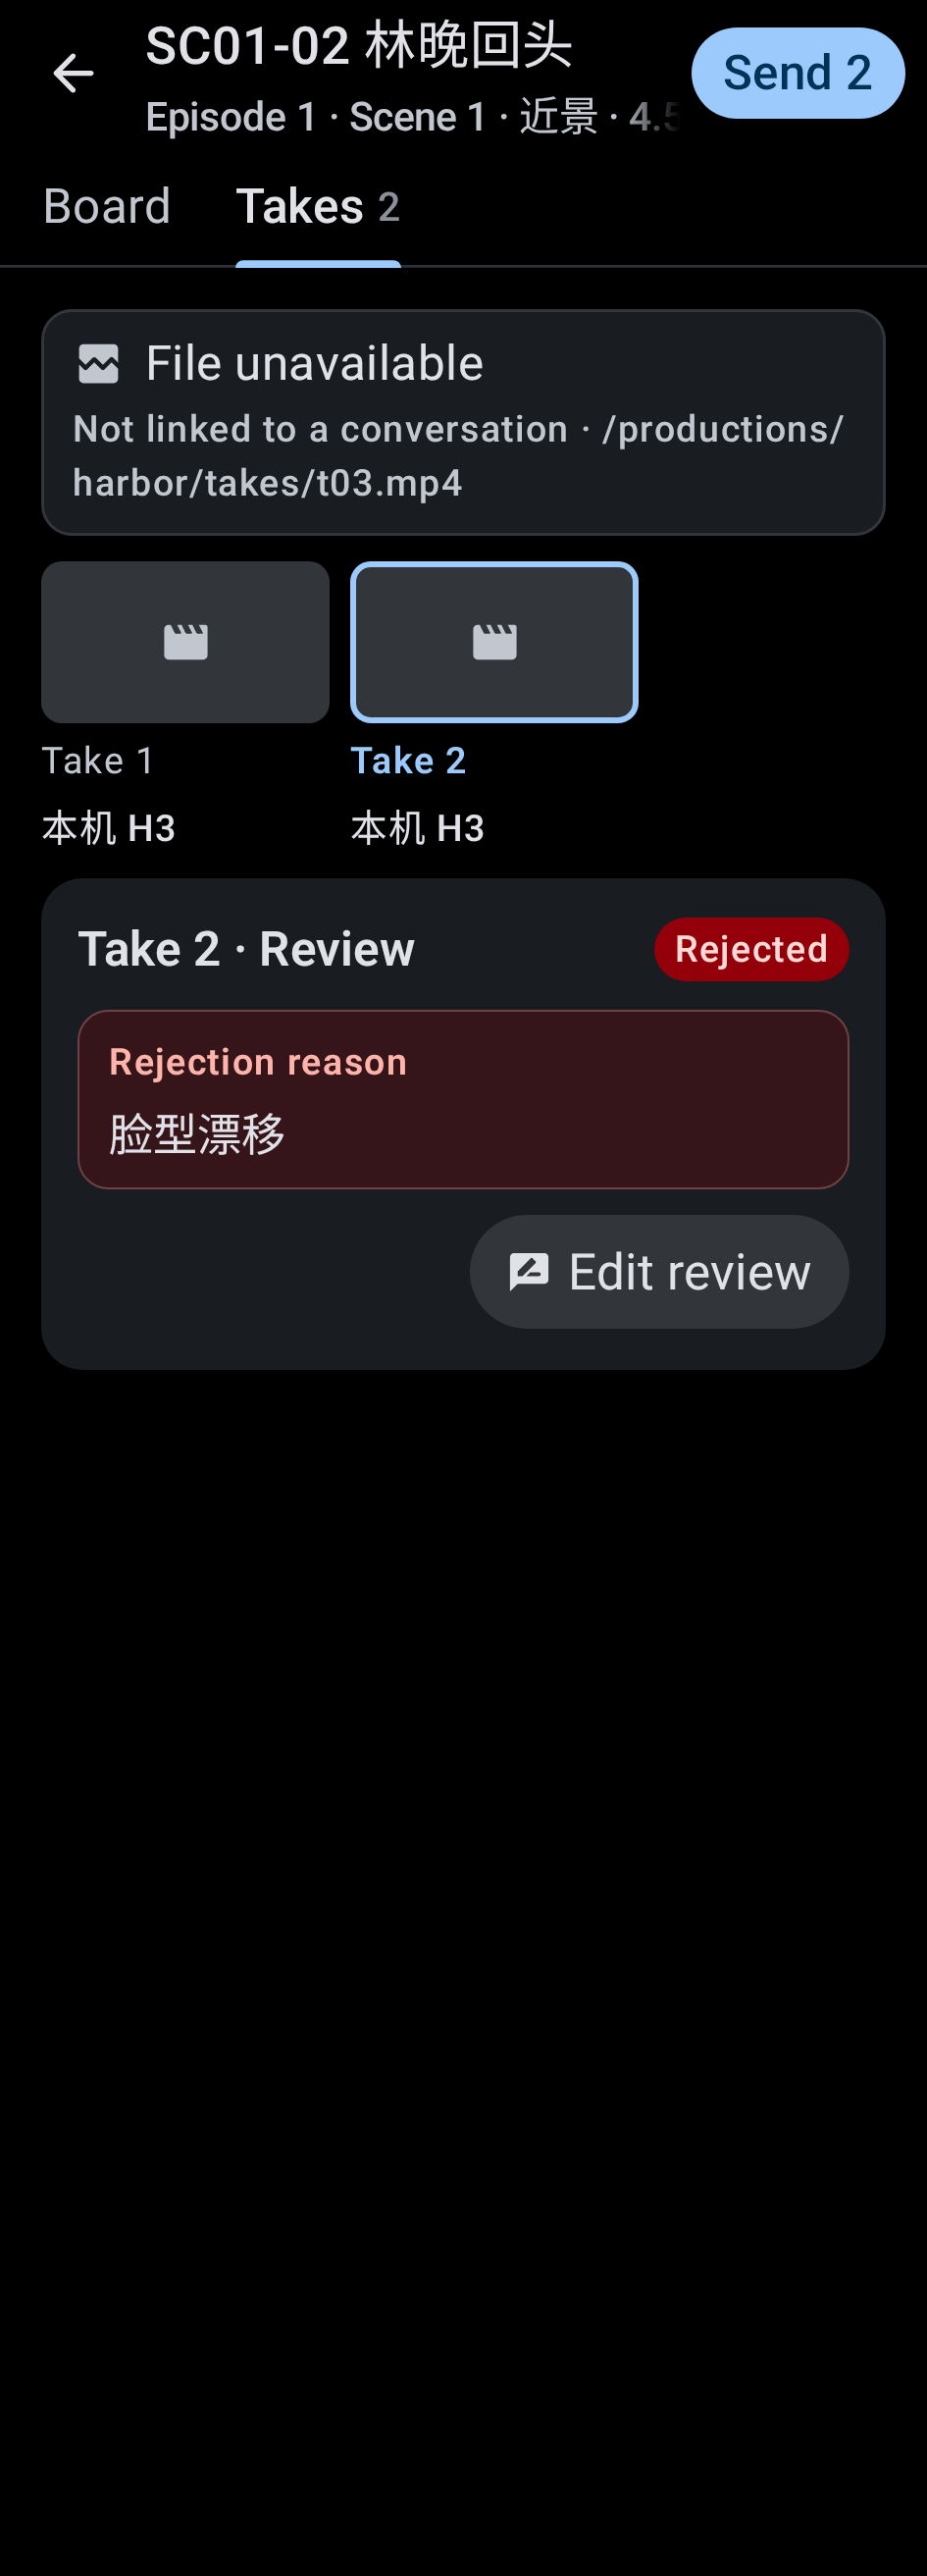 SC01-02 林晚回头
Send 2
Episode 1 · Scene 1 · 近景 · 4.5
Board
Takes 2
File unavailable
Not linked to a conversation · /productions/
harbor/takes/t03.mp4
Take 1
Take 2
本机 H3
本机 H3
Take 2 · Review
Rejected
Rejection reason
脸型漂移
Edit review